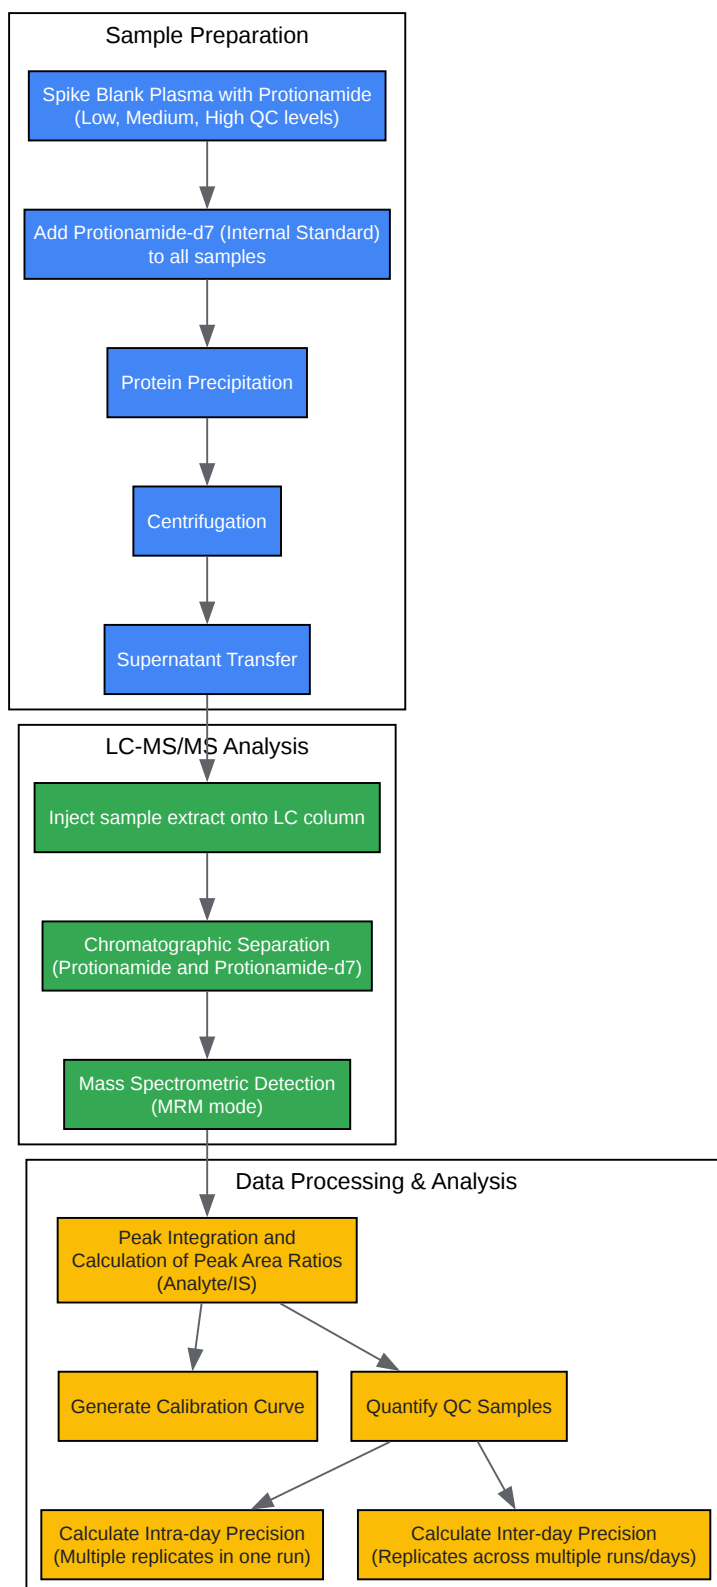 Sample Preparation
Spike Blank Plasma with Protionamide
(Low, Medium, High QC levels)
Add Protionamide-d7 (Internal Standard)
to all samples
Protein Precipitation
Centrifugation
Supernatant Transfer
LC-MS/MS Analysis
Inject sample extract onto LC column
Chromatographic Separation
(Protionamide and Protionamide-d7)
Mass Spectrometric Detection
(MRM mode)
Data Processing & Analysis
Peak Integration and
Calculation of Peak Area Ratios
(Analyte/IS)
Generate Calibration Curve
Quantify QC Samples
Calculate Intra-day Precision
(Multiple replicates in one run)
Calculate Inter-day Precision
(Replicates across multiple runs/days)